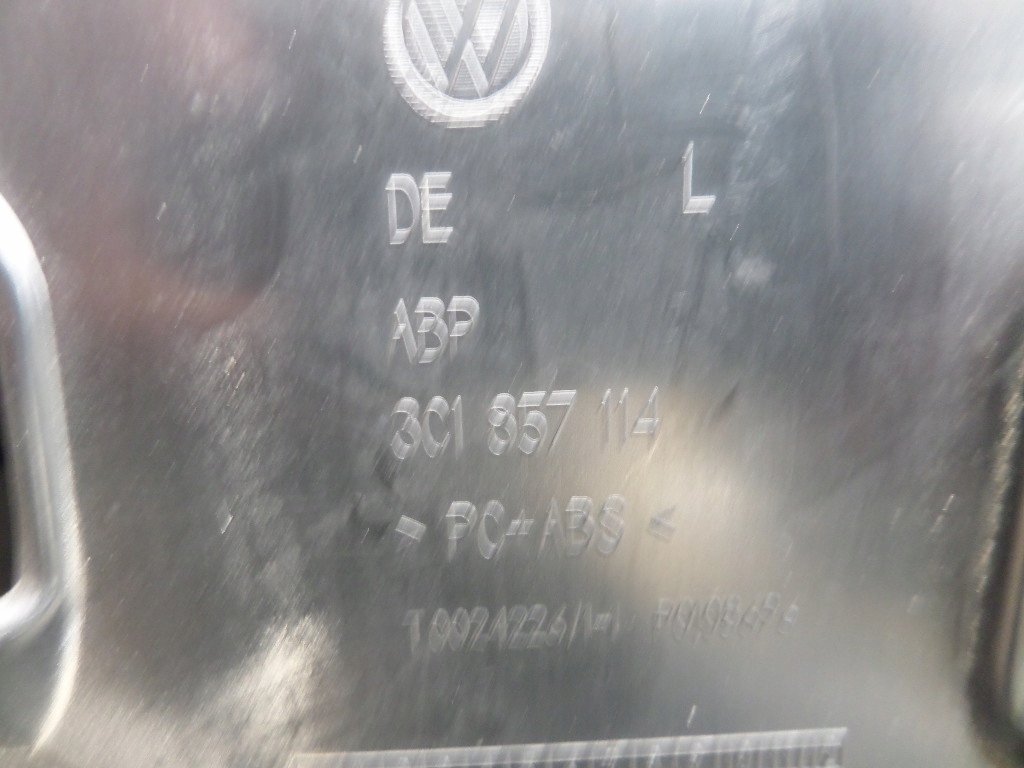 DE L
ABP
3C1 857 114
> PC-ABS <